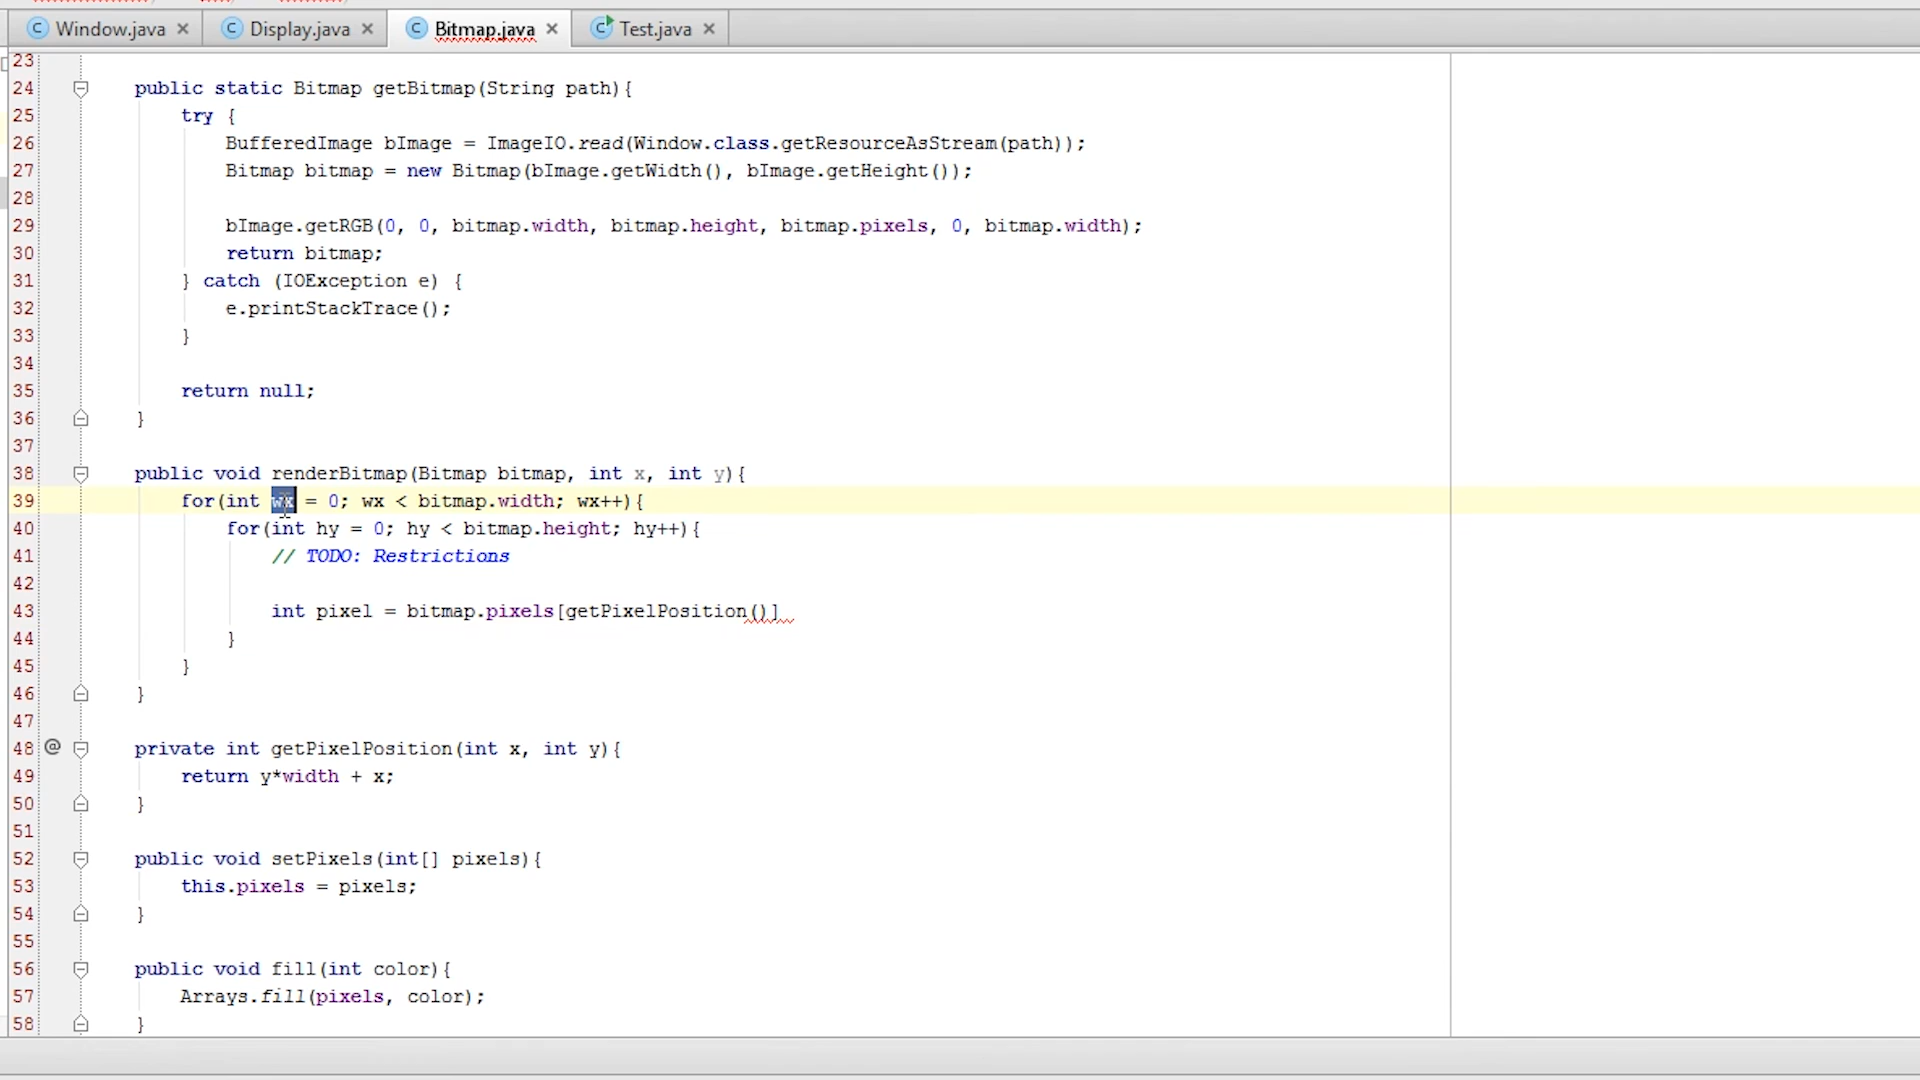 Window.java Display.java Bitmap.java Test.java
23
24 public static Bitmap getBitmap(String path){
25 try {
26 BufferedImage bImage = ImageIO.read(Window.class.getResourceAsStream(path));
27 Bitmap bitmap = new Bitmap(bImage.getWidth(), bImage.getHeight());
28
29 bImage.getRGB(0, 0, bitmap.width, bitmap.height, bitmap.pixels, 0, bitmap.width);
30 return bitmap;
31 } catch (IOException e) {
32 e.printStackTrace();
33 }
34
35 return null;
36 }
37
38 public void renderBitmap(Bitmap bitmap, int x, int y){
39 for(int wx = 0; wx < bitmap.width; wx++){
40 for(int hy = 0; hy < bitmap.height; hy++){
41 // TODO: Restrictions
42
43 int pixel = bitmap.pixels[getPixelPosition()]
44 }
45 }
46 }
47
48 @ private int getPixelPosition(int x, int y){
49 return y*width + x;
50 }
51
52 public void setPixels(int[] pixels){
53 this.pixels = pixels;
54 }
55
56 public void fill(int color){
57 Arrays.fill(pixels, color);
58 }